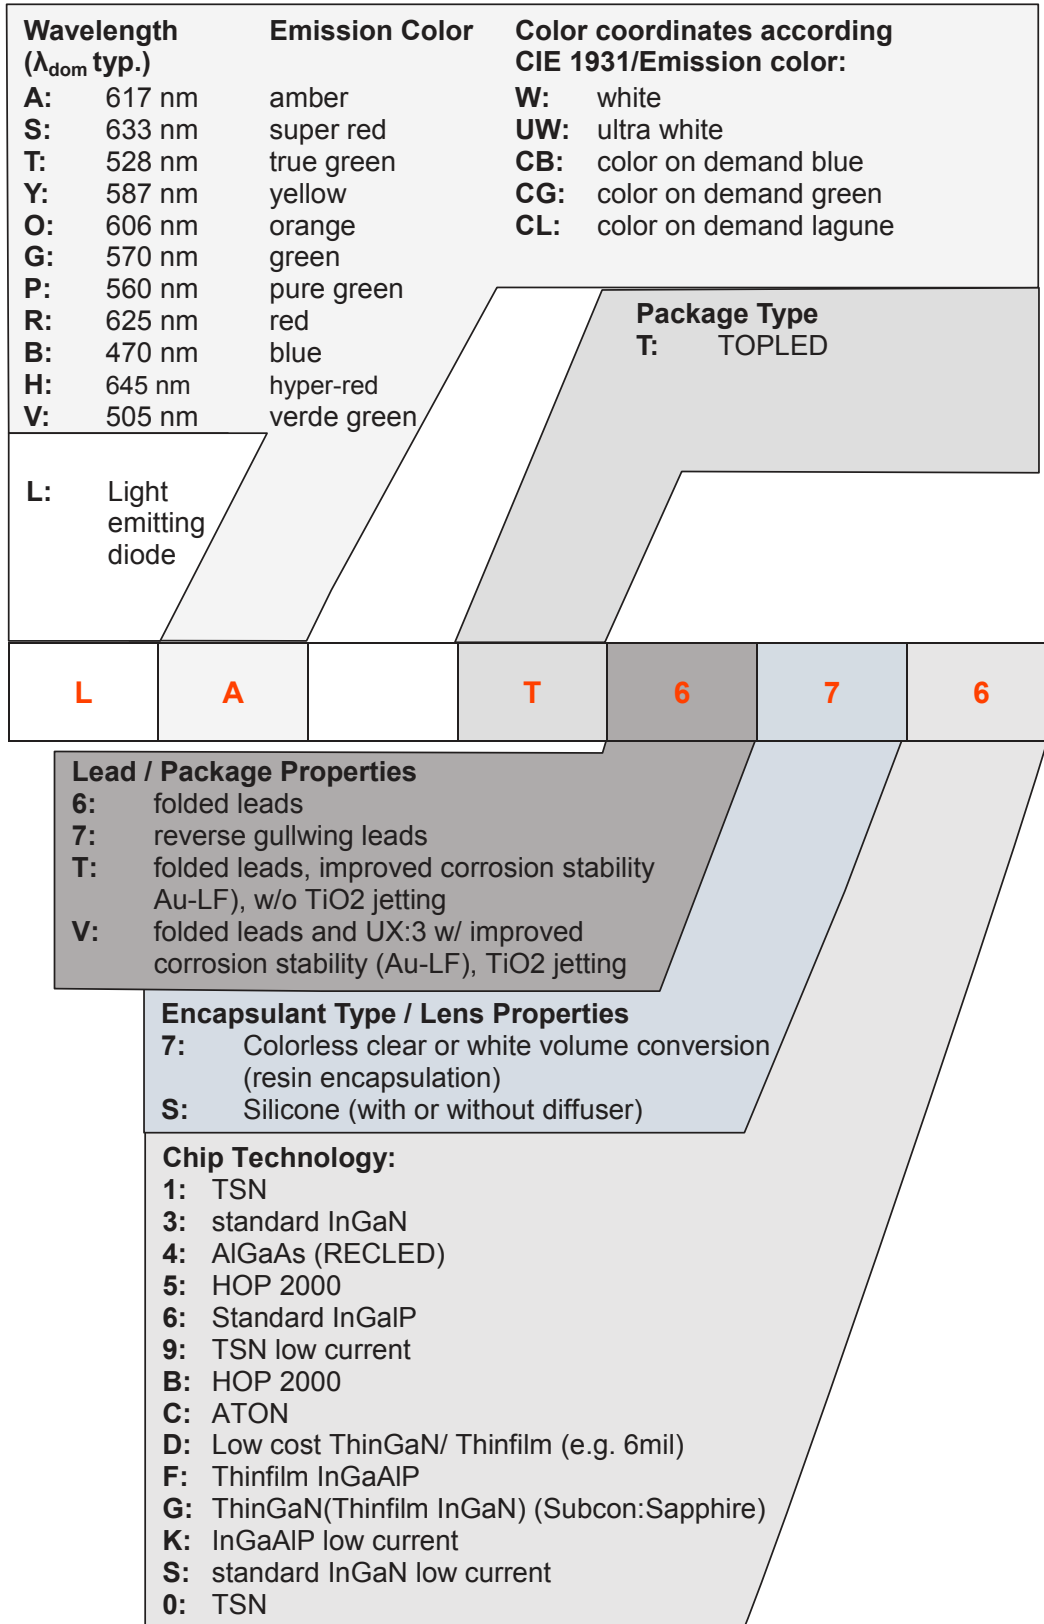 Wavelength Emission Color Color coordinates according
(λdom typ.) CIE 1931/Emission color:
A: 617 nm amber W: white
S: 633 nm super red UW: ultra white
T: 528 nm true green CB: color on demand blue
Y: 587 nm yellow CG: color on demand green
O: 606 nm orange CL: color on demand lagune
G: 570 nm green
P: 560 nm pure green
R: 625 nm red
B: 470 nm blue
H: 645 nm hyper-red
V: 505 nm verde green
Package Type
T: TOPLED
L: Light
emitting
diode
L A T 6 7 6
Lead / Package Properties
6: folded leads
7: reverse gullwing leads
T: folded leads, improved corrosion stability
Au-LF), w/o TiO2 jetting
V: folded leads and UX:3 w/ improved
corrosion stability (Au-LF), TiO2 jetting
Encapsulant Type / Lens Properties
7: Colorless clear or white volume conversion
(resin encapsulation)
S: Silicone (with or without diffuser)
Chip Technology:
1: TSN
3: standard InGaN
4: AlGaAs (RECLED)
5: HOP 2000
6: Standard InGalP
9: TSN low current
B: HOP 2000
C: ATON
D: Low cost ThinGaN/ Thinfilm (e.g. 6mil)
F: Thinfilm InGaAlP
G: ThinGaN(Thinfilm InGaN) (Subcon:Sapphire)
K: InGaAlP low current
S: standard InGaN low current
0: TSN